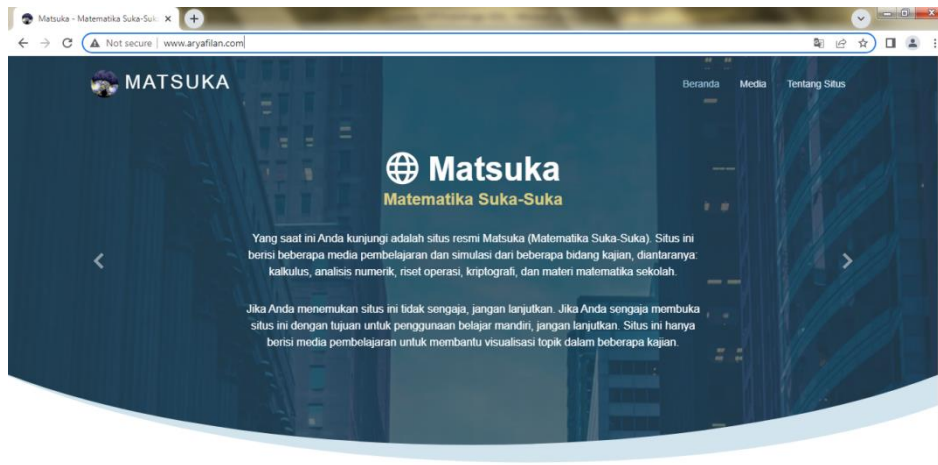 Matsuka - Matematika Suka-Suk
Not secure | www.aryafilan.com
MATSUKA
Beranda Media Tentang Situs
Matsuka
Matematika Suka-Suka
Yang saat ini Anda kunjungi adalah situs resmi Matsuka (Matematika Suka-Suka). Situs ini
berisi beberapa media pembelajaran dan simulasi dari beberapa bidang kajian, diantaranya:
kalkulus, analisis numerik, riset operasi, kriptografi, dan materi matematika sekolah.
Jika Anda menemukan situs ini tidak sengaja, jangan lanjutkan. Jika Anda sengaja membuka
situs ini dengan tujuan untuk penggunaan belajar mandiri, jangan lanjutkan. Situs ini hanya
berisi media pembelajaran untuk membantu visualisasi topik dalam beberapa kajian.